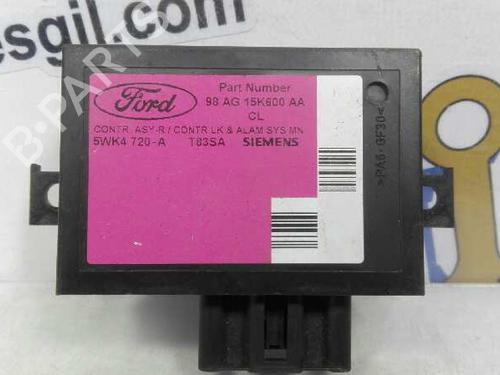 esgil.com
B-PARTS
Ford
Part Number
98 AG 15K600 AA
CL
CONTR. ASY-R / CONTR LK & ALAM SYS MN
5WK4 720-A T83SA SIEMENS
>PA6-GF30<